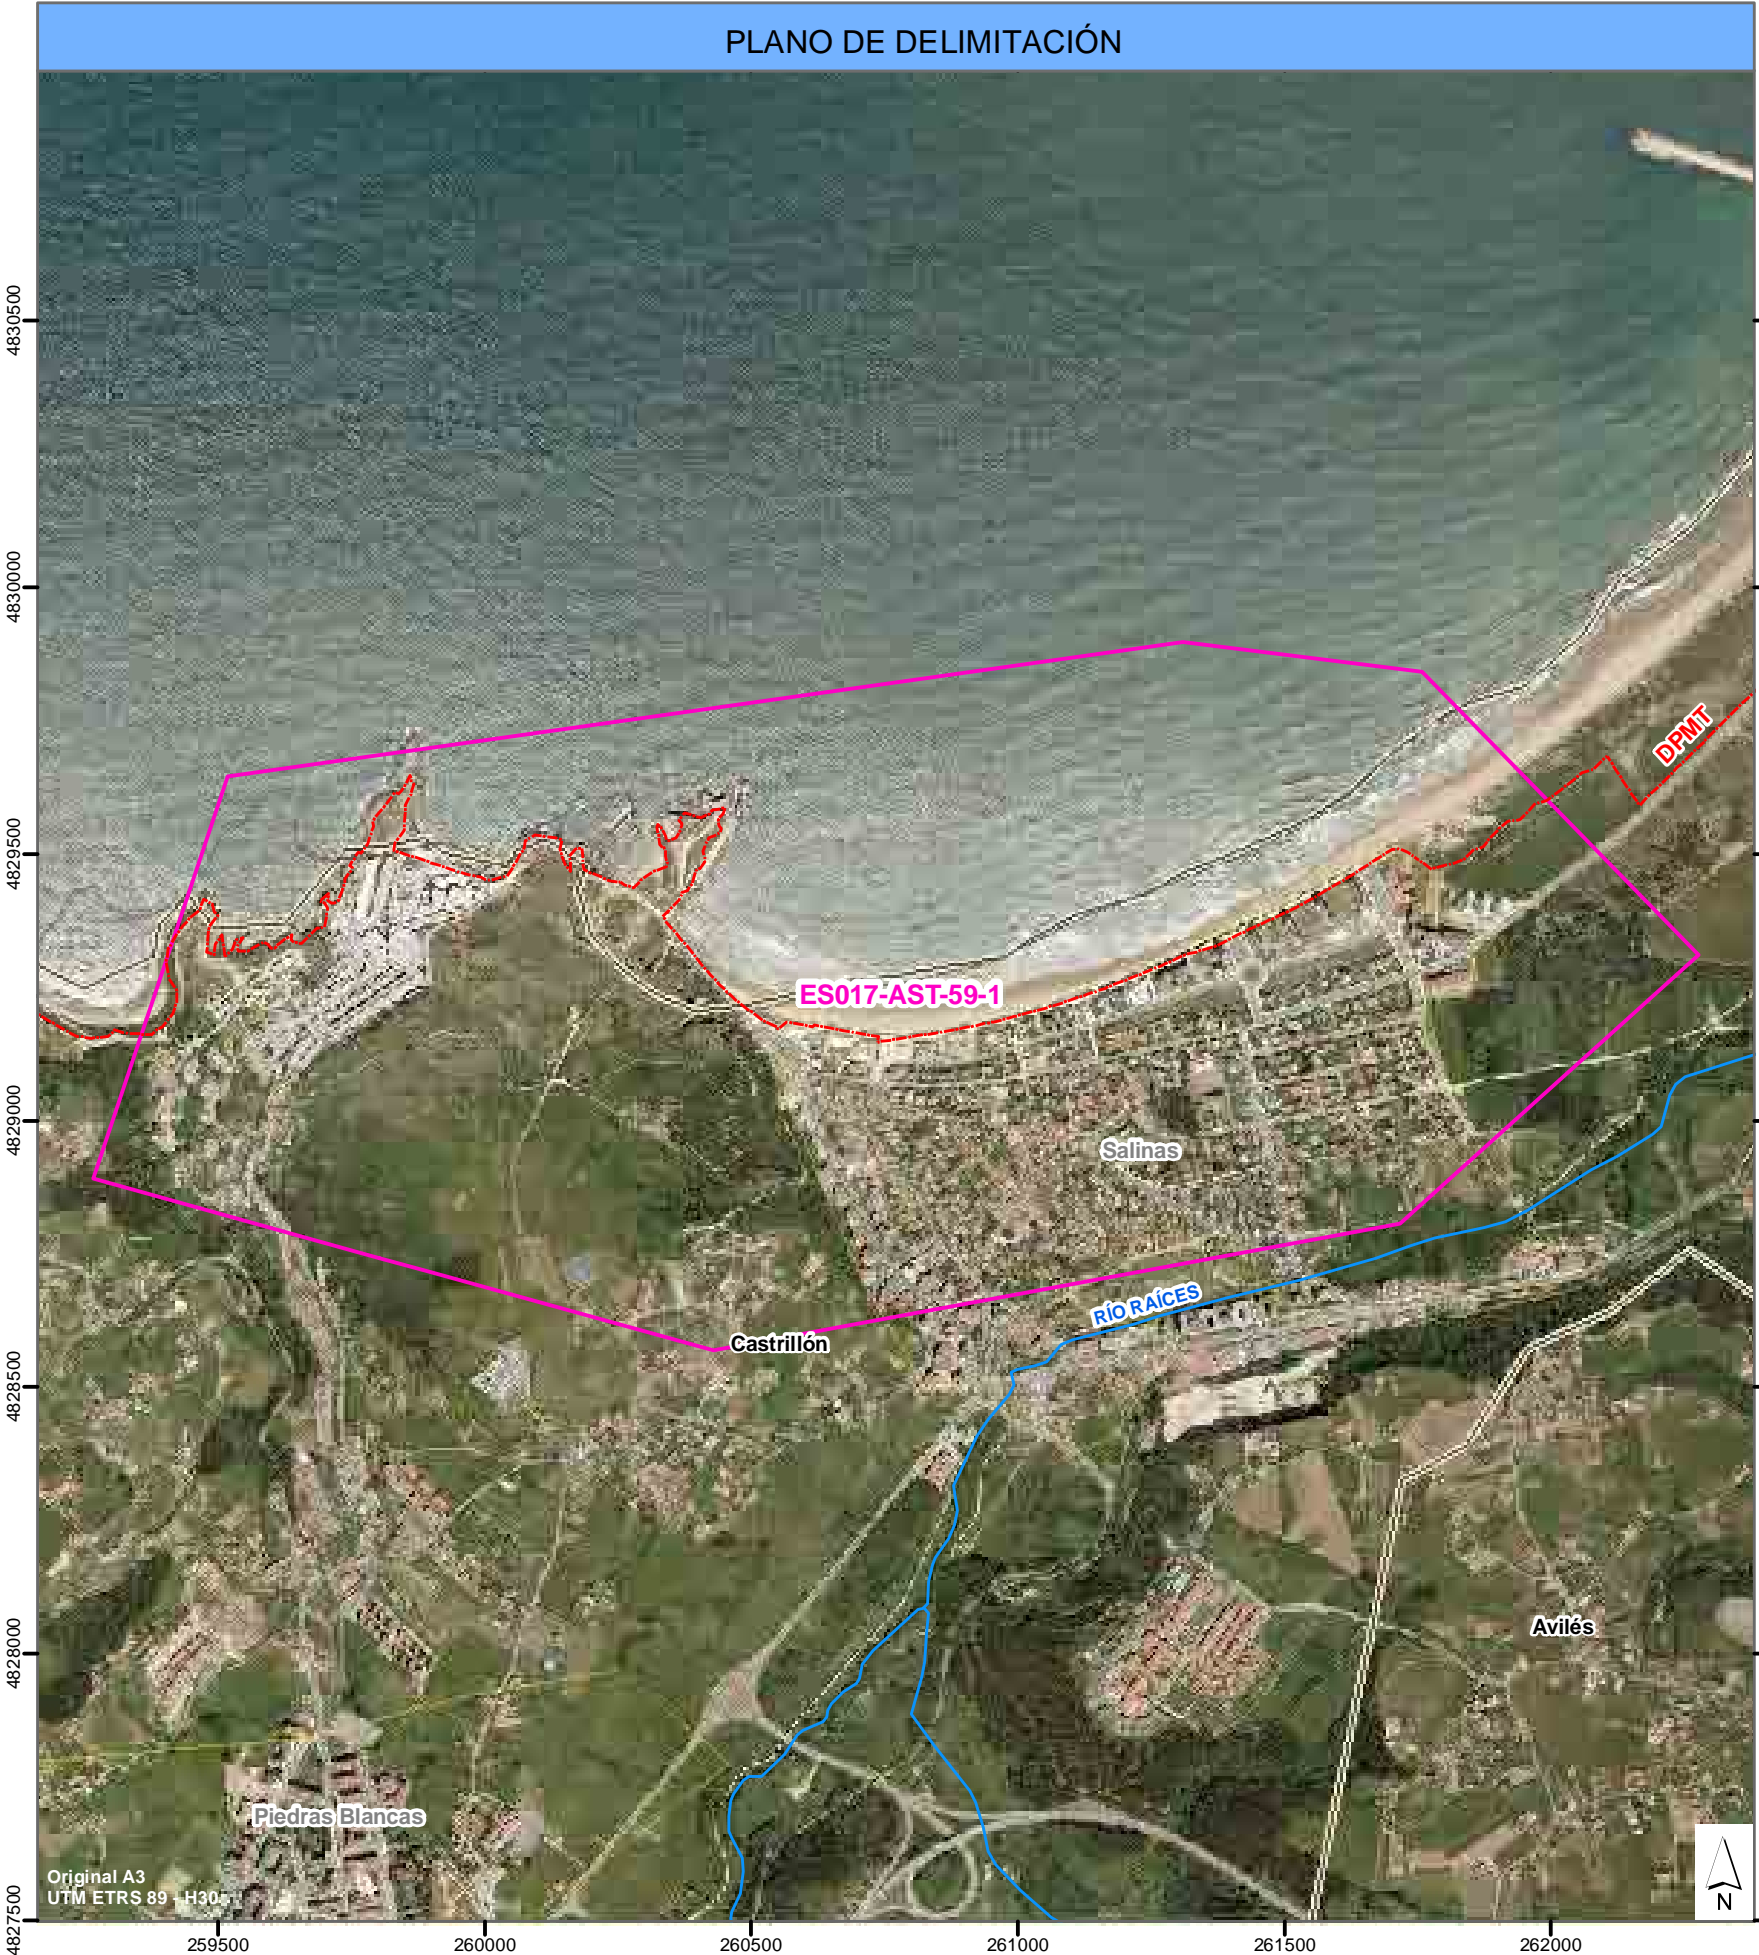 PLANO DE DELIMITACIÓN
4830500
4830000
4829500
4829000
4828500
4828000
4827500
DPMT
ES017-AST-59-1
Salinas
RÍO RAÍCES
Castrillón
Avilés
Piedras Blancas
Original A3
UTM ETRS 89 - H30
N
259500
260000
260500
261000
261500
262000